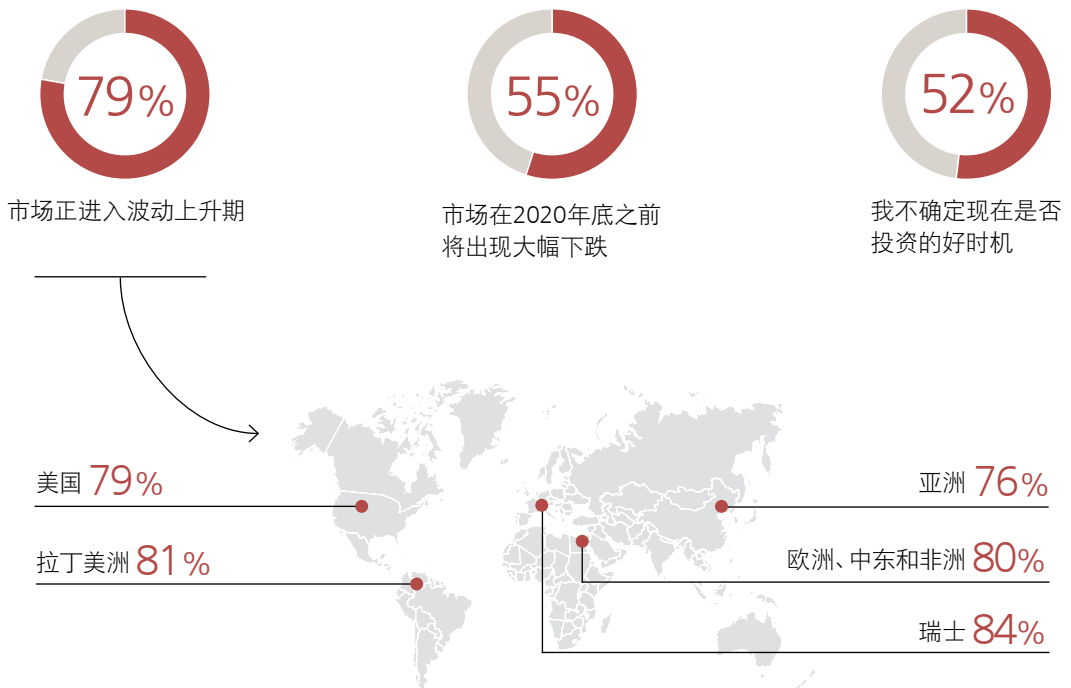 79%
市场正进入波动上升期
55%
市场在2020年底之前
将出现大幅下跌
52%
我不确定现在是否
投资的好时机
美国 79%
拉丁美洲 81%
亚洲 76%
欧洲、中东和非洲 80%
瑞士 84%